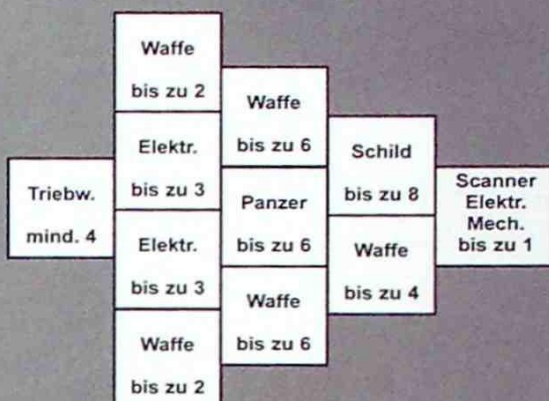 Triebw.
mind. 4
Waffe
bis zu 2
Elektr.
bis zu 3
Elektr.
bis zu 3
Waffe
bis zu 2
Waffe
bis zu 6
Panzer
bis zu 6
Waffe
bis zu 6
Schild
bis zu 8
Waffe
bis zu 4
Scanner
Elektr.
Mech.
bis zu 1